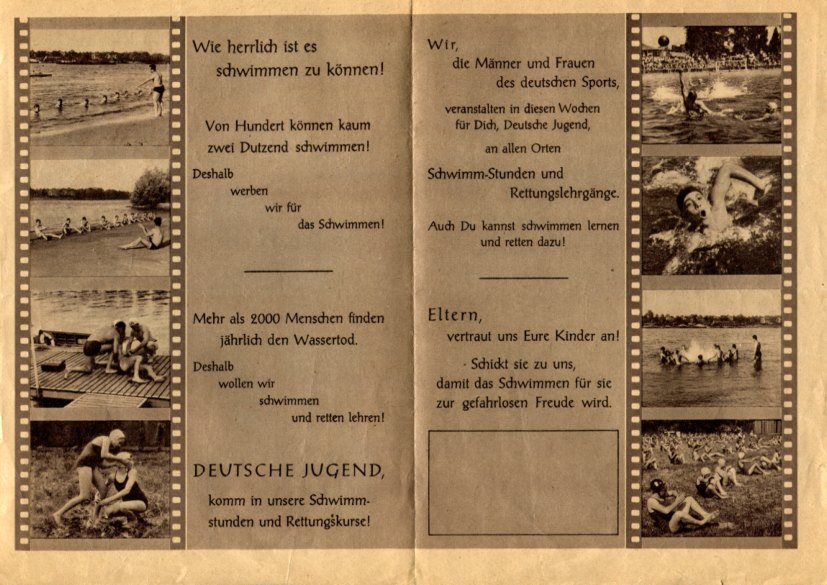 Wie herrlich ist es
schwimmen zu können!
Von Hundert können kaum
zwei Dutzend schwimmen!
Deshalb
werben
wir für
das Schwimmen!
Mehr als 2000 Menschen finden
jährlich den Wassertod.
Deshalb
wollen wir
schwimmen
und retten lehren!
DEUTSCHE JUGEND,
komm in unsere Schwimm-
stunden und Rettungskurse!
Wir,
die Männer und Frauen
des deutschen Sports,
veranstalten in diesen Wochen
für Dich, Deutsche Jugend,
an allen Orten
Schwimm-Stunden und
Rettungslehrgänge.
Auch Du kannst schwimmen lernen
und retten dazu!
Eltern,
vertraut uns Eure Kinder an!
Schickt sie zu uns,
damit das Schwimmen für sie
zur gefahrlosen Freude wird.